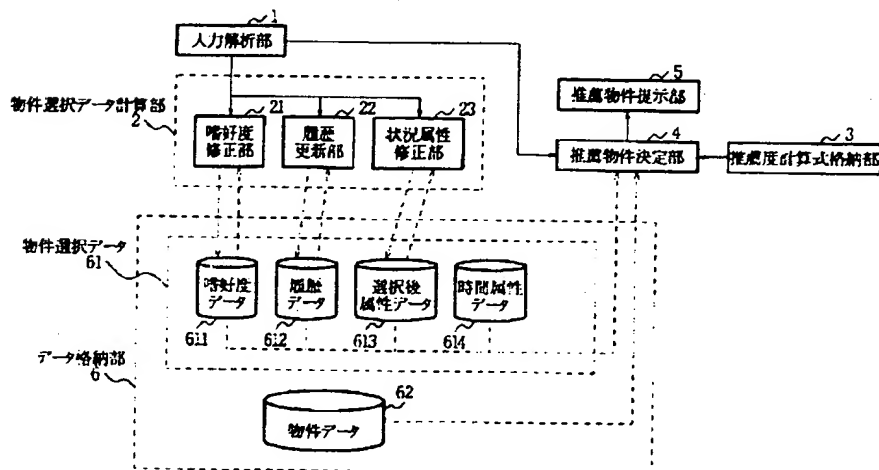 1
入力解析部
物件選択データ計算部
2
21
22
23
嗜好度
修正部
履歴
更新部
状況属性
修正部
5
推薦物件提示部
4
推薦物件決定部
3
推薦度計算式格納部
物件選択データ
61
嗜好度
データ
履歴
データ
選択後
属性データ
時間属性
データ
611
612
613
614
データ格納部
6
62
物件データ